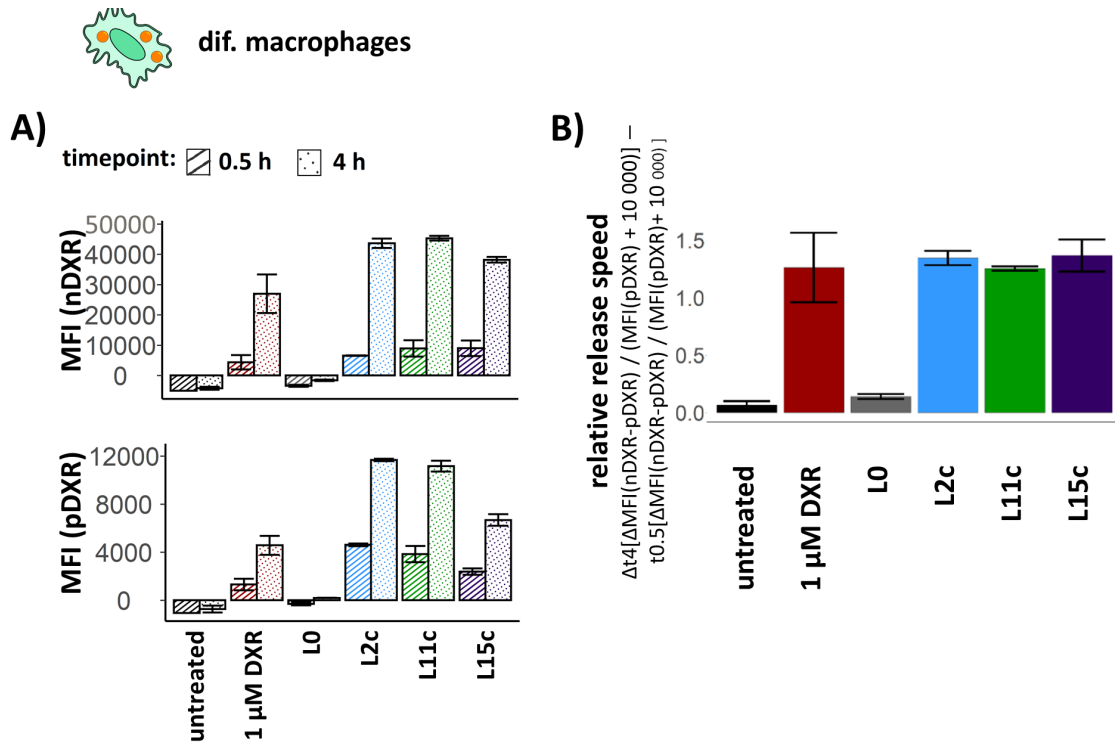 dif. macrophages
A)
timepoint: 0.5 h 4 h
MFI (nDXR)
50000
40000
30000
20000
10000
0
MFI (pDXR)
12000
8000
4000
0
untreated
1 µM DXR
L0
L2c
L11c
L15c
B)
relative release speed
Δt4[ΔMFI(nDXR-pDXR) / (MFI(pDXR) + 10 000)] —
t0.5[ΔMFI(nDXR-pDXR) / (MFI(pDXR)+ 10 000) ]
1.5
1.0
0.5
0.0
untreated
1 µM DXR
L0
L2c
L11c
L15c